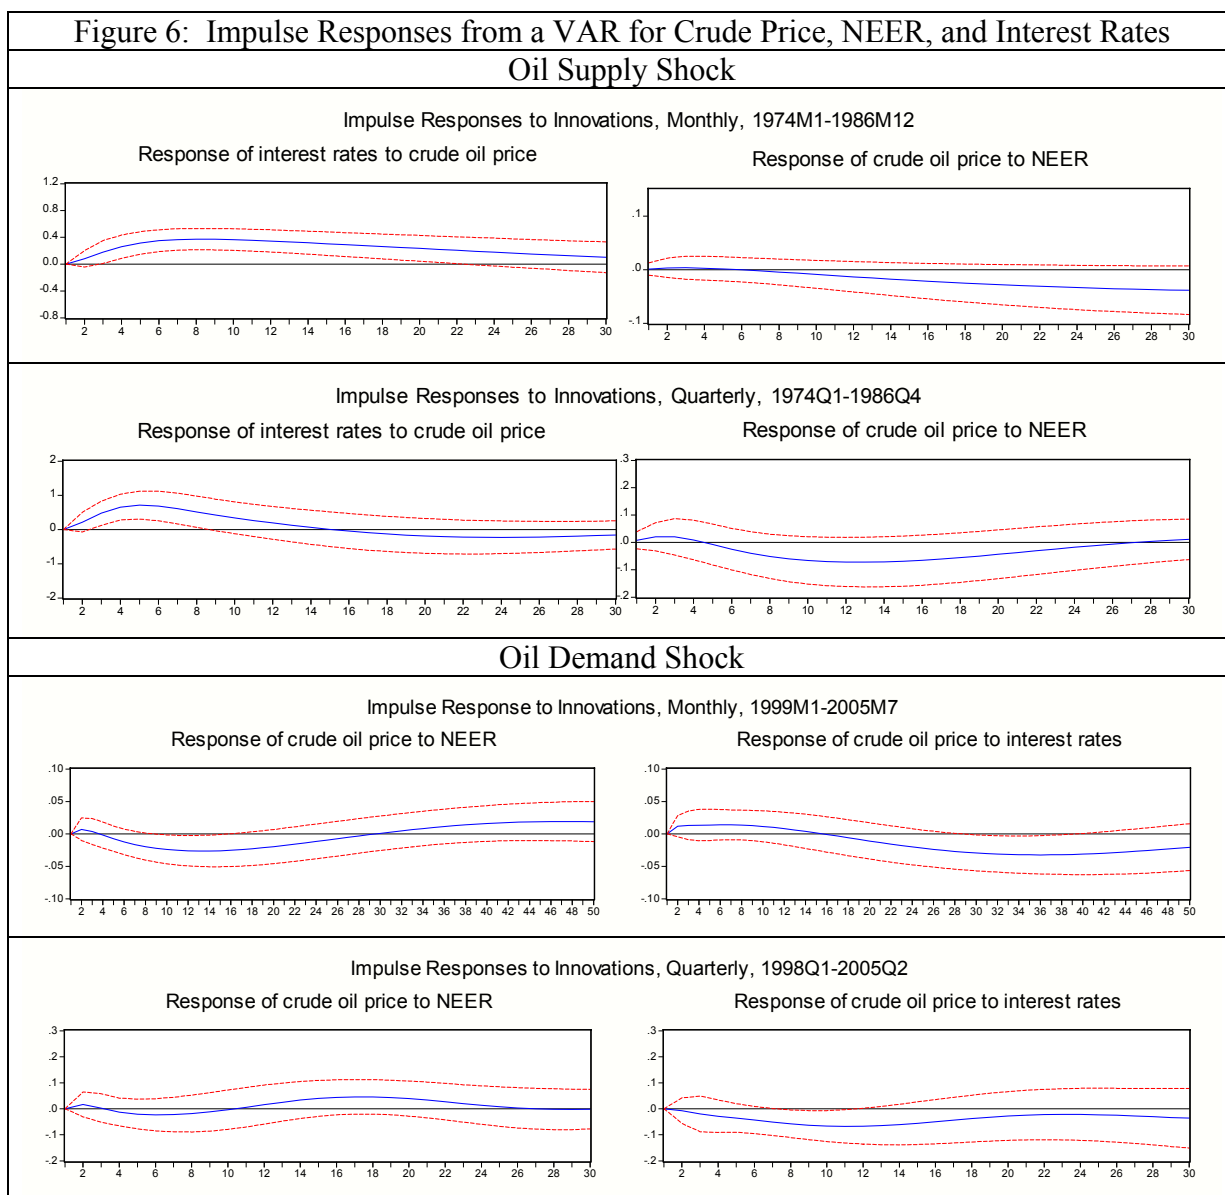 Figure 6: Impulse Responses from a VAR for Crude Price, NEER, and Interest Rates
Oil Supply Shock
Impulse Responses to Innovations, Monthly, 1974M1-1986M12
Response of interest rates to crude oil price
Response of crude oil price to NEER
1.2
0.8
0.4
0.0
-0.4
-0.8
2 4 6 8 10 12 14 16 18 20 22 24 26 28 30
.1
.0
-.1
2 4 6 8 10 12 14 16 18 20 22 24 26 28 30
Impulse Responses to Innovations, Quarterly, 1974Q1-1986Q4
Response of interest rates to crude oil price
Response of crude oil price to NEER
2
1
0
-1
-2
2 4 6 8 10 12 14 16 18 20 22 24 26 28 30
.3
.2
.1
.0
-.1
-.2
2 4 6 8 10 12 14 16 18 20 22 24 26 28 30
Oil Demand Shock
Impulse Response to Innovations, Monthly, 1999M1-2005M7
Response of crude oil price to NEER
Response of crude oil price to interest rates
.10
.05
.00
-.05
-.10
2 4 6 8 10 12 14 16 18 20 22 24 26 28 30 32 34 36 38 40 42 44 46 48 50
.10
.05
.00
-.05
-.10
2 4 6 8 10 12 14 16 18 20 22 24 26 28 30 32 34 36 38 40 42 44 46 48 50
Impulse Responses to Innovations, Quarterly, 1998Q1-2005Q2
Response of crude oil price to NEER
Response of crude oil price to interest rates
.3
.2
.1
.0
-.1
-.2
2 4 6 8 10 12 14 16 18 20 22 24 26 28 30
.3
.2
.1
.0
-.1
-.2
2 4 6 8 10 12 14 16 18 20 22 24 26 28 30